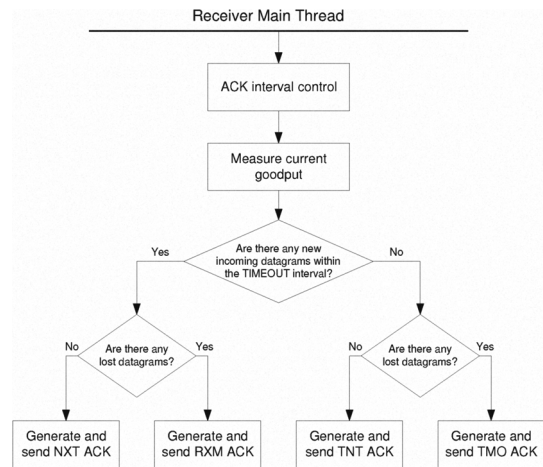 Receiver Main Thread
ACK interval control
Measure current
goodput
Are there any new
incoming datagrams within
the TIMEOUT interval?
Yes
No
Are there any
lost datagrams?
No
Yes
Are there any
lost datagrams?
No
Yes
Generate and
send NXT ACK
Generate and
send RXM ACK
Generate and
send TNT ACK
Generate and
send TMO ACK